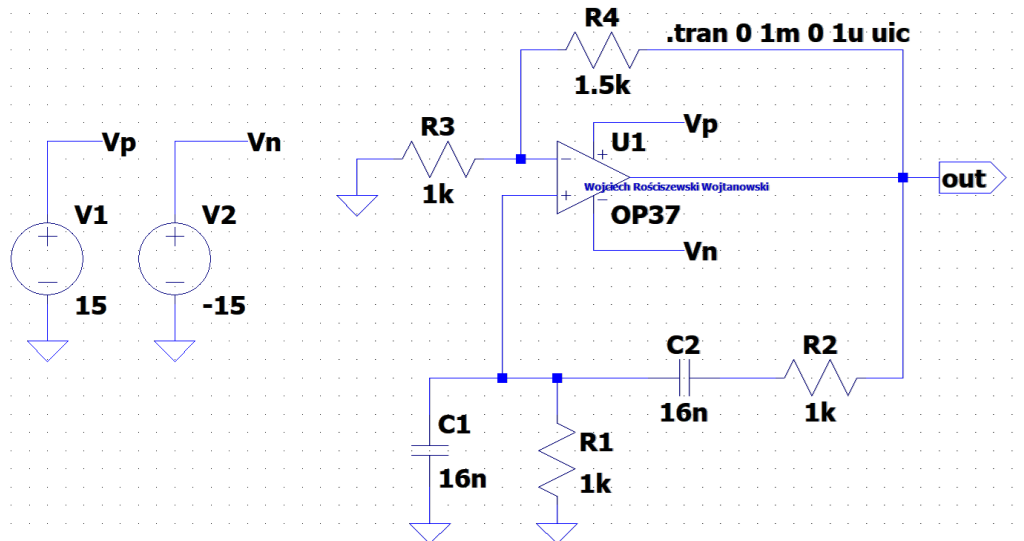 R4
.tran 0 1m 0 1u uic
1.5k
Vp
Vn
R3
Vp
U1
1k
Wojciech Rościszewski Wojtanowski
out
V1
V2
OP37
Vn
15
-15
C2
R2
16n
1k
C1
R1
16n
1k